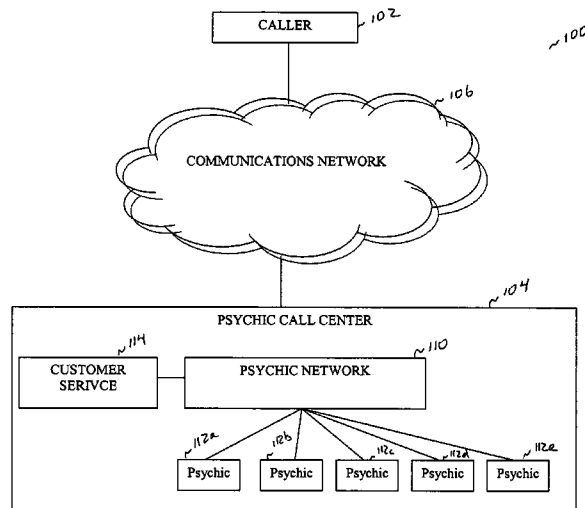 CALLER
102
100
106
COMMUNICATIONS NETWORK
104
PSYCHIC CALL CENTER
114
110
CUSTOMER
SERIVCE
PSYCHIC NETWORK
112a
112b
112c
112d
112e
Psychic
Psychic
Psychic
Psychic
Psychic